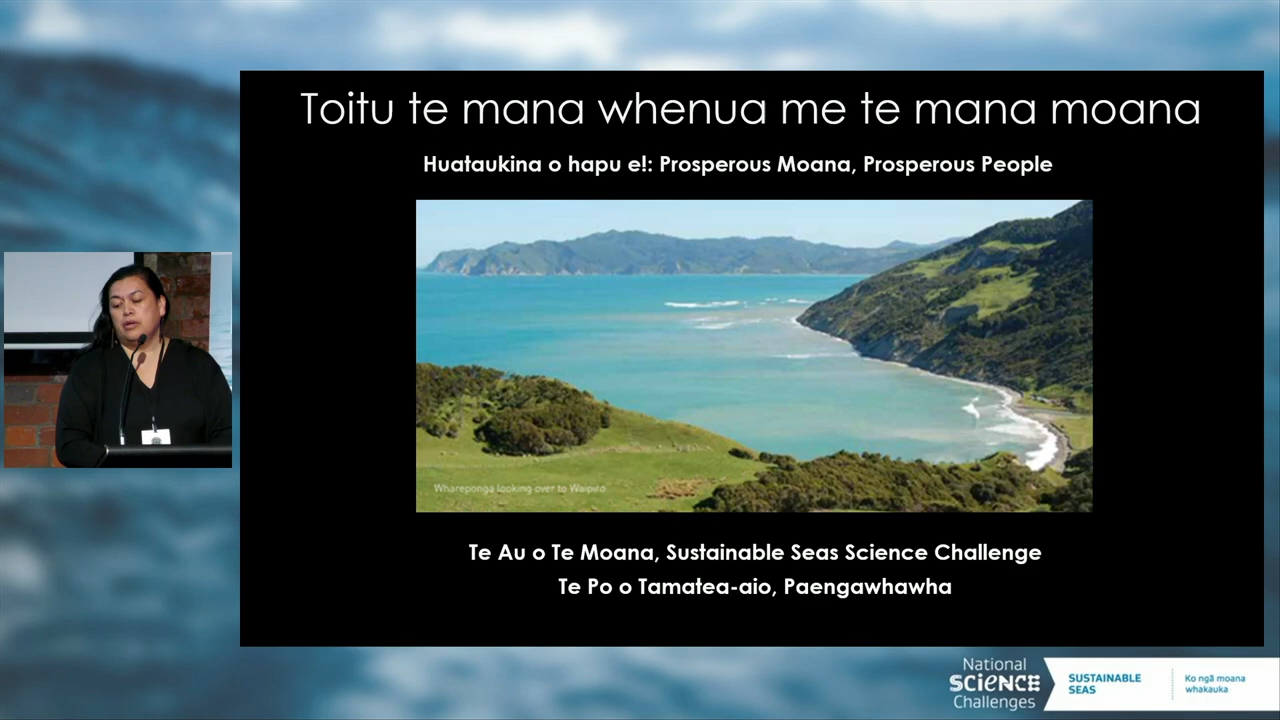 Toitu te mana whenua me te mana moana
Huataukina o hapu e!: Prosperous Moana, Prosperous People
Whareponga looking over to Waipiro
Te Au o Te Moana, Sustainable Seas Science Challenge
Te Po o Tamatea-aio, Paengawhawha
National
SCIENCE
Challenges
SUSTAINABLE
SEAS
Ko ngā moana
whakauka